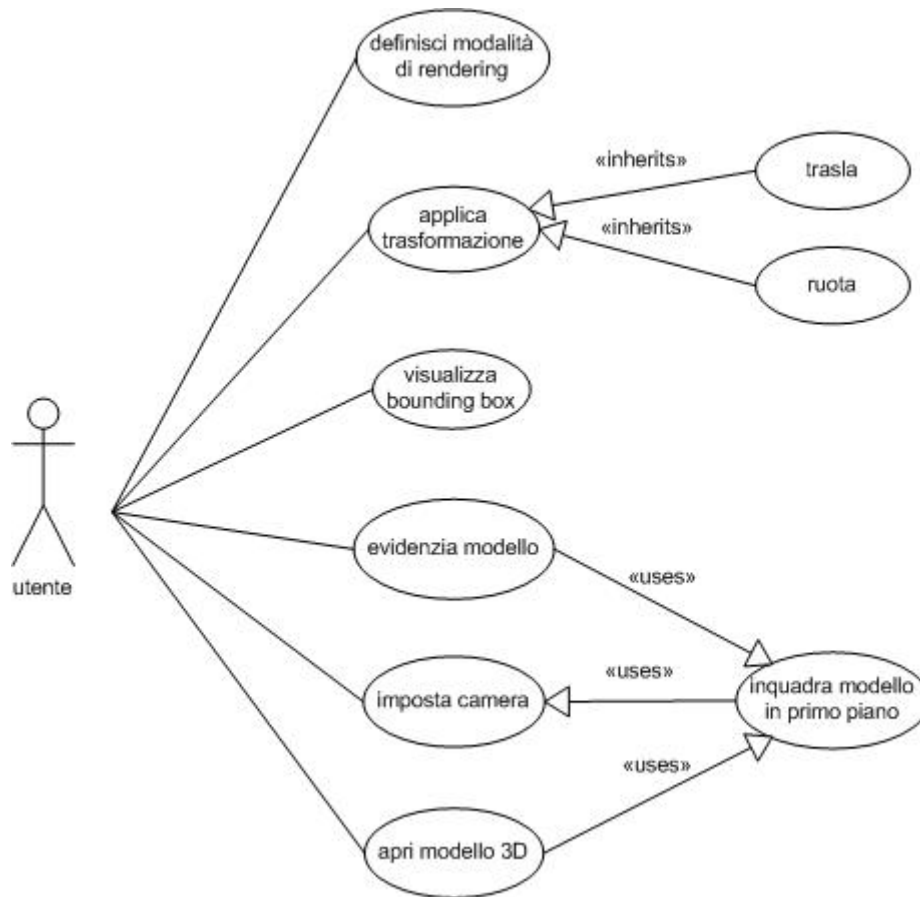 definisci modalità
di rendering
«inherits»
trasla
applica
trasformazione
«inherits»
ruota
visualizza
bounding box
evidenzia modello
«uses»
utente
«uses»
inquadra modello
in primo piano
imposta camera
«uses»
apri modello 3D